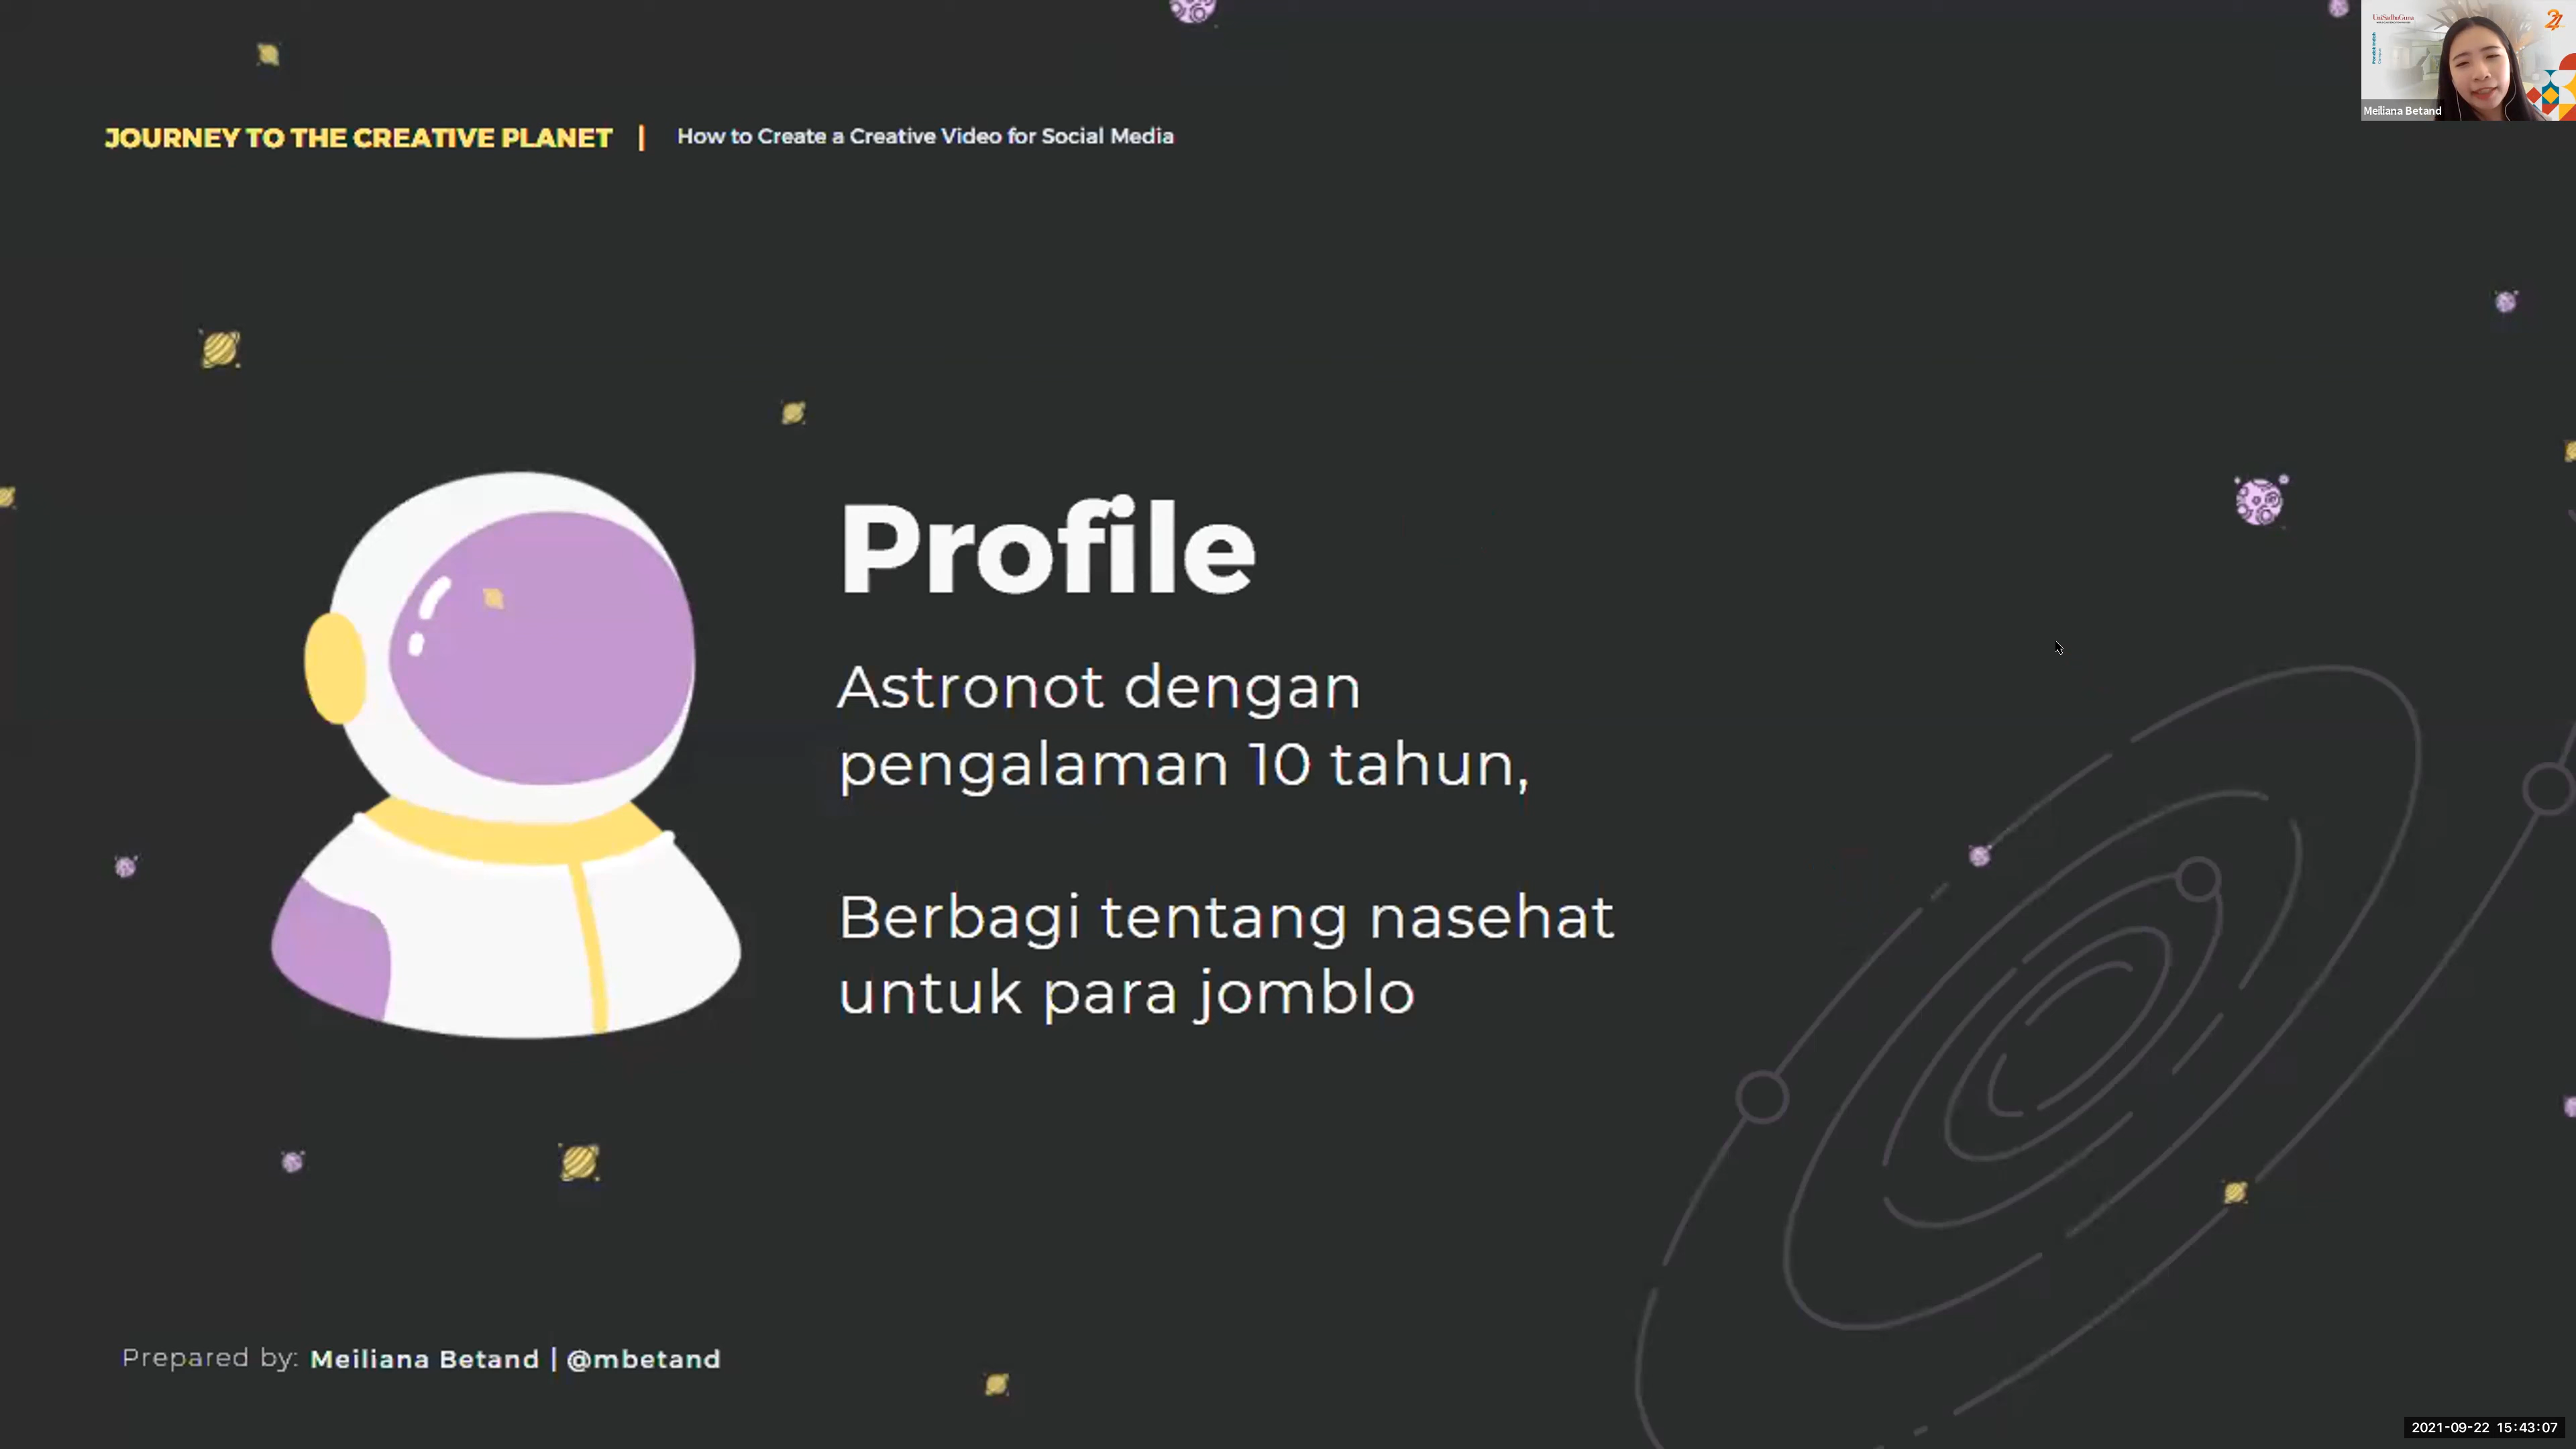 JOURNEY TO THE CREATIVE PLANET | How to Create a Creative Video for Social Media
UniSadhuGuna
21
Meiliana Betand
Profile
Astronot dengan
pengalaman 10 tahun,
Berbagi tentang nasehat
untuk para jomblo
Prepared by: Meiliana Betand | @mbetand
2021-09-22 15:43:07